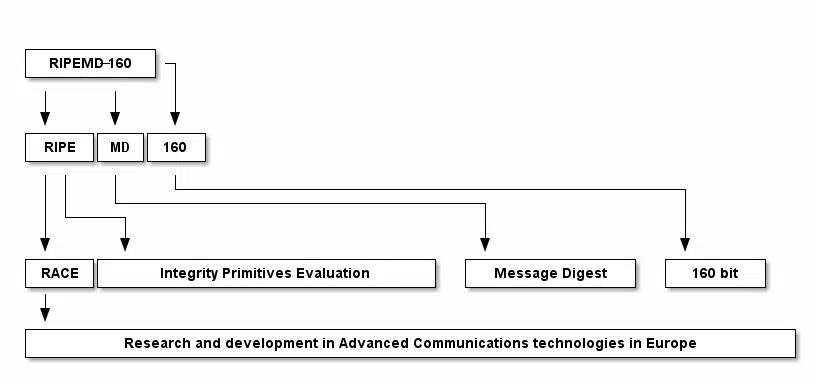 RIPEMD-160
RIPE MD 160
RACE Integrity Primitives Evaluation Message Digest 160 bit
Research and development in Advanced Communications technologies in Europe